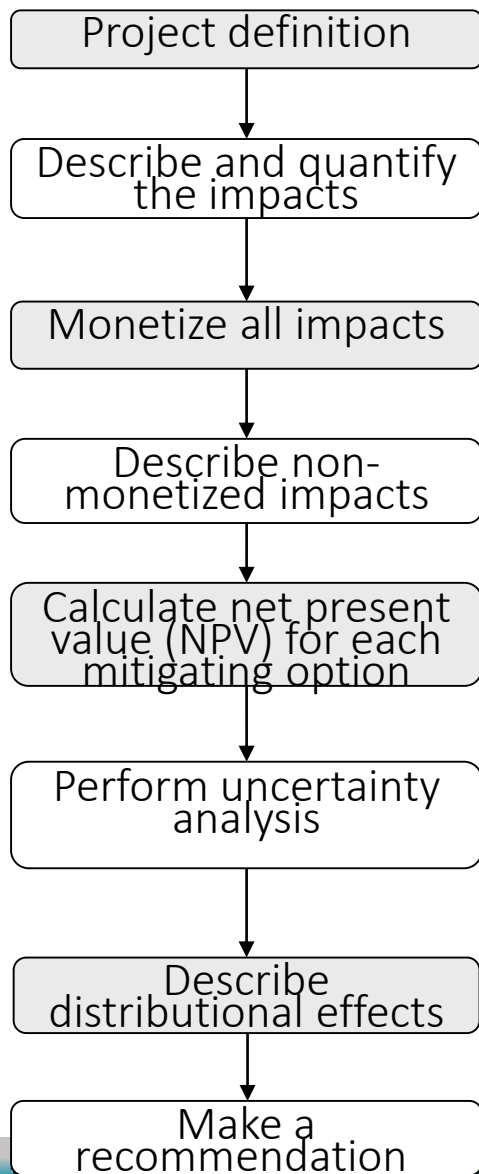 Project definition
Describe and quantify
the impacts
Monetize all impacts
Describe non-
monetized impacts
Calculate net present
value (NPV) for each
mitigating option
Perform uncertainty
analysis
Describe
distributional effects
Make a
recommendation